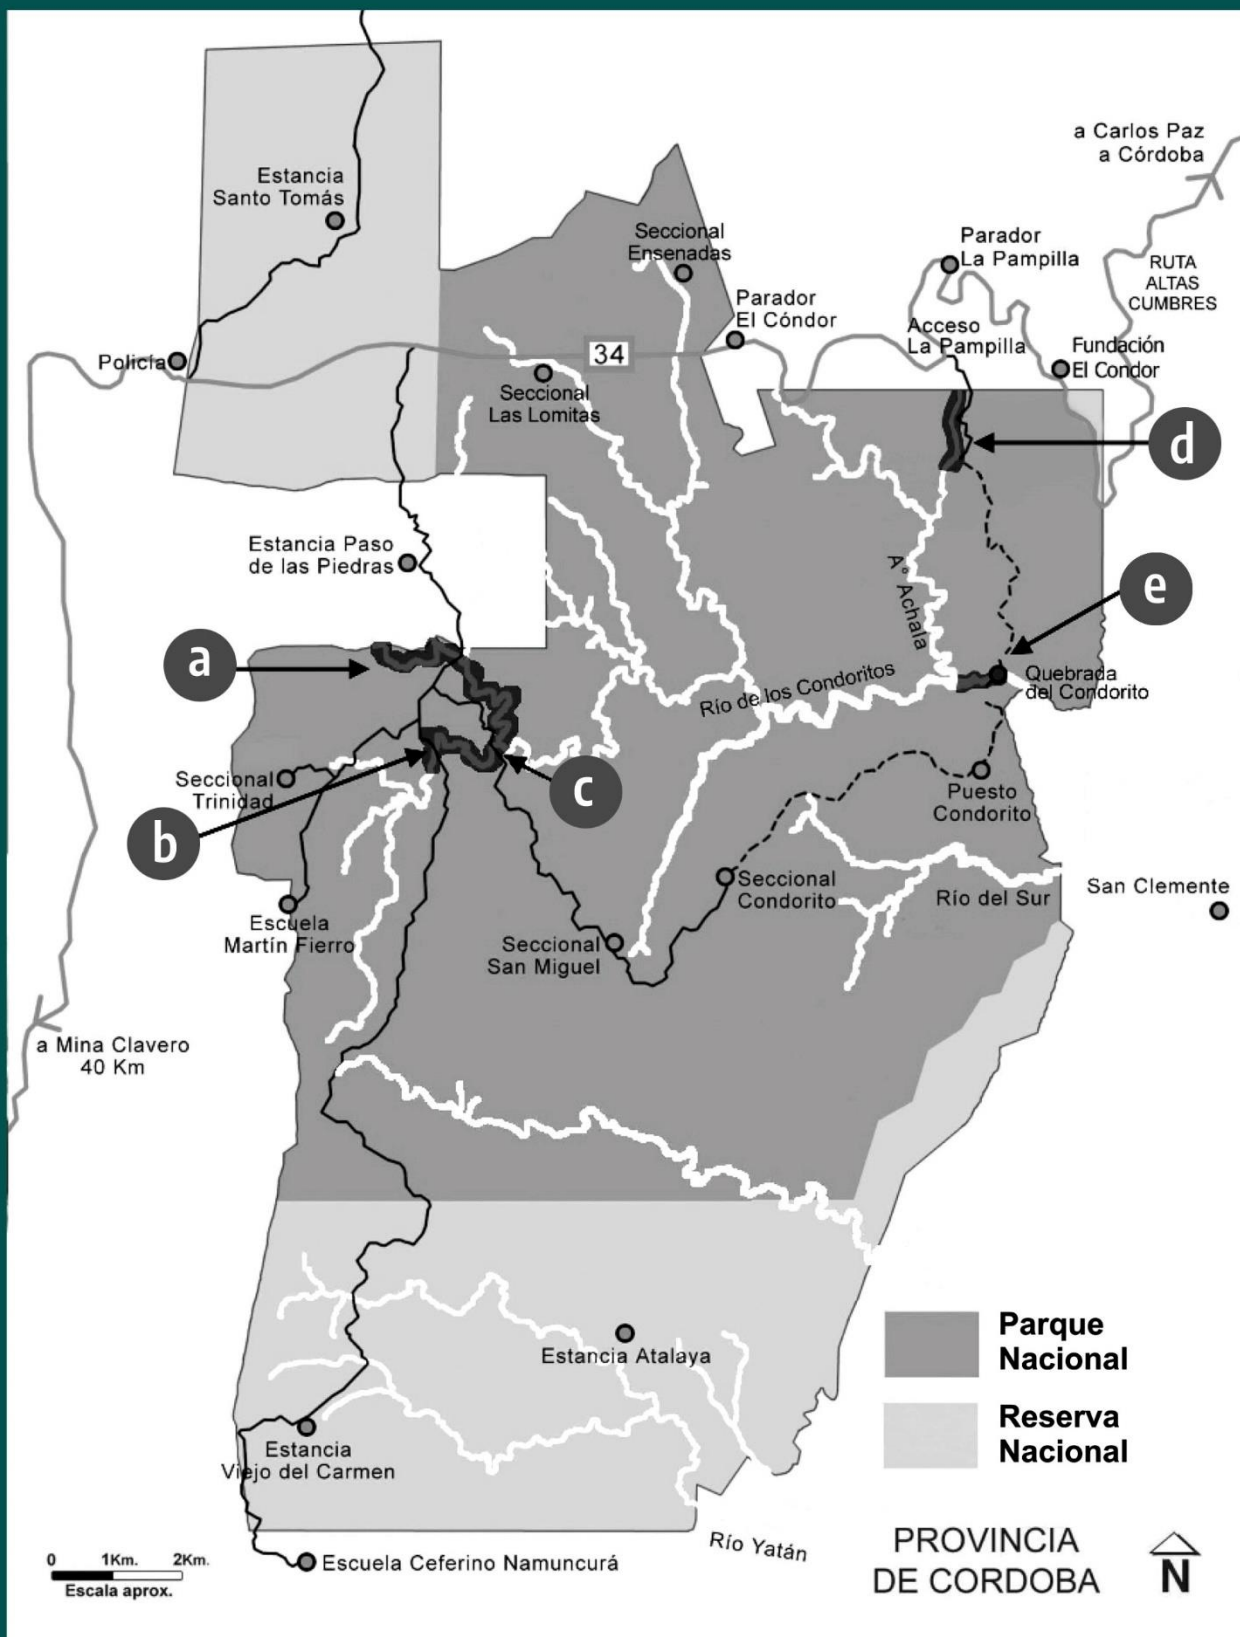 a Carlos Paz
a Córdoba
Estancia
Santo Tomás
Seccional
Ensenadas
Parador
La Pampilla
RUTA
ALTAS
CUMBRES
Parador
El Cóndor
Acceso
La Pampilla
Fundación
El Condor
Policía
34
Seccional
Las Lomitas
d
Estancia Paso
de las Piedras
A° Achala
e
a
Quebrada
del Condorito
Río de los Condoritos
Seccional
Trinidad
c
Puesto
Condorito
b
Seccional
Condorito
Río del Sur
San Clemente
Escuela
Martín Fierro
Seccional
San Miguel
a Mina Clavero
40 Km
Estancia Atalaya
Parque
Nacional
Reserva
Nacional
Estancia
Viejo del Carmen
Río Yatán
PROVINCIA
DE CORDOBA
N
0 1Km. 2Km.
Escala aprox.
Escuela Ceferino Namuncurá